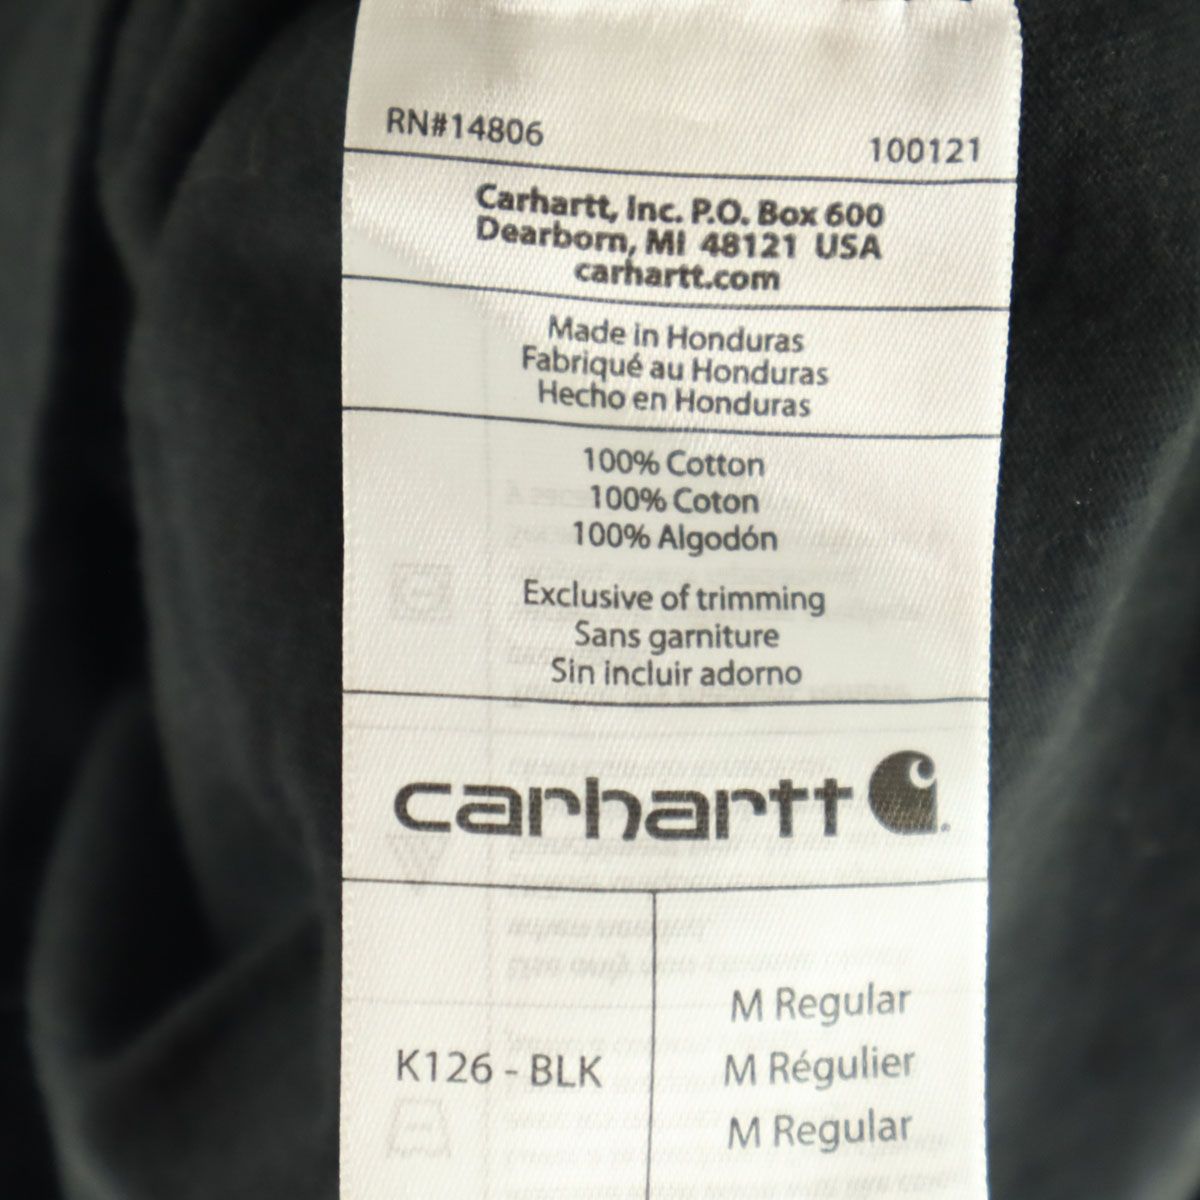 RN#14806
100121
Carhartt, Inc. P.O. Box 600
Dearborn, MI 48121 USA
carhartt.com
Made in Honduras
Fabriqué au Honduras
Hecho en Honduras
100% Cotton
100% Coton
100% Algodón
Exclusive of trimming
Sans garniture
Sin incluir adorno
carhartt
K126 - BLK
M Regular
M Régulier
M Regular